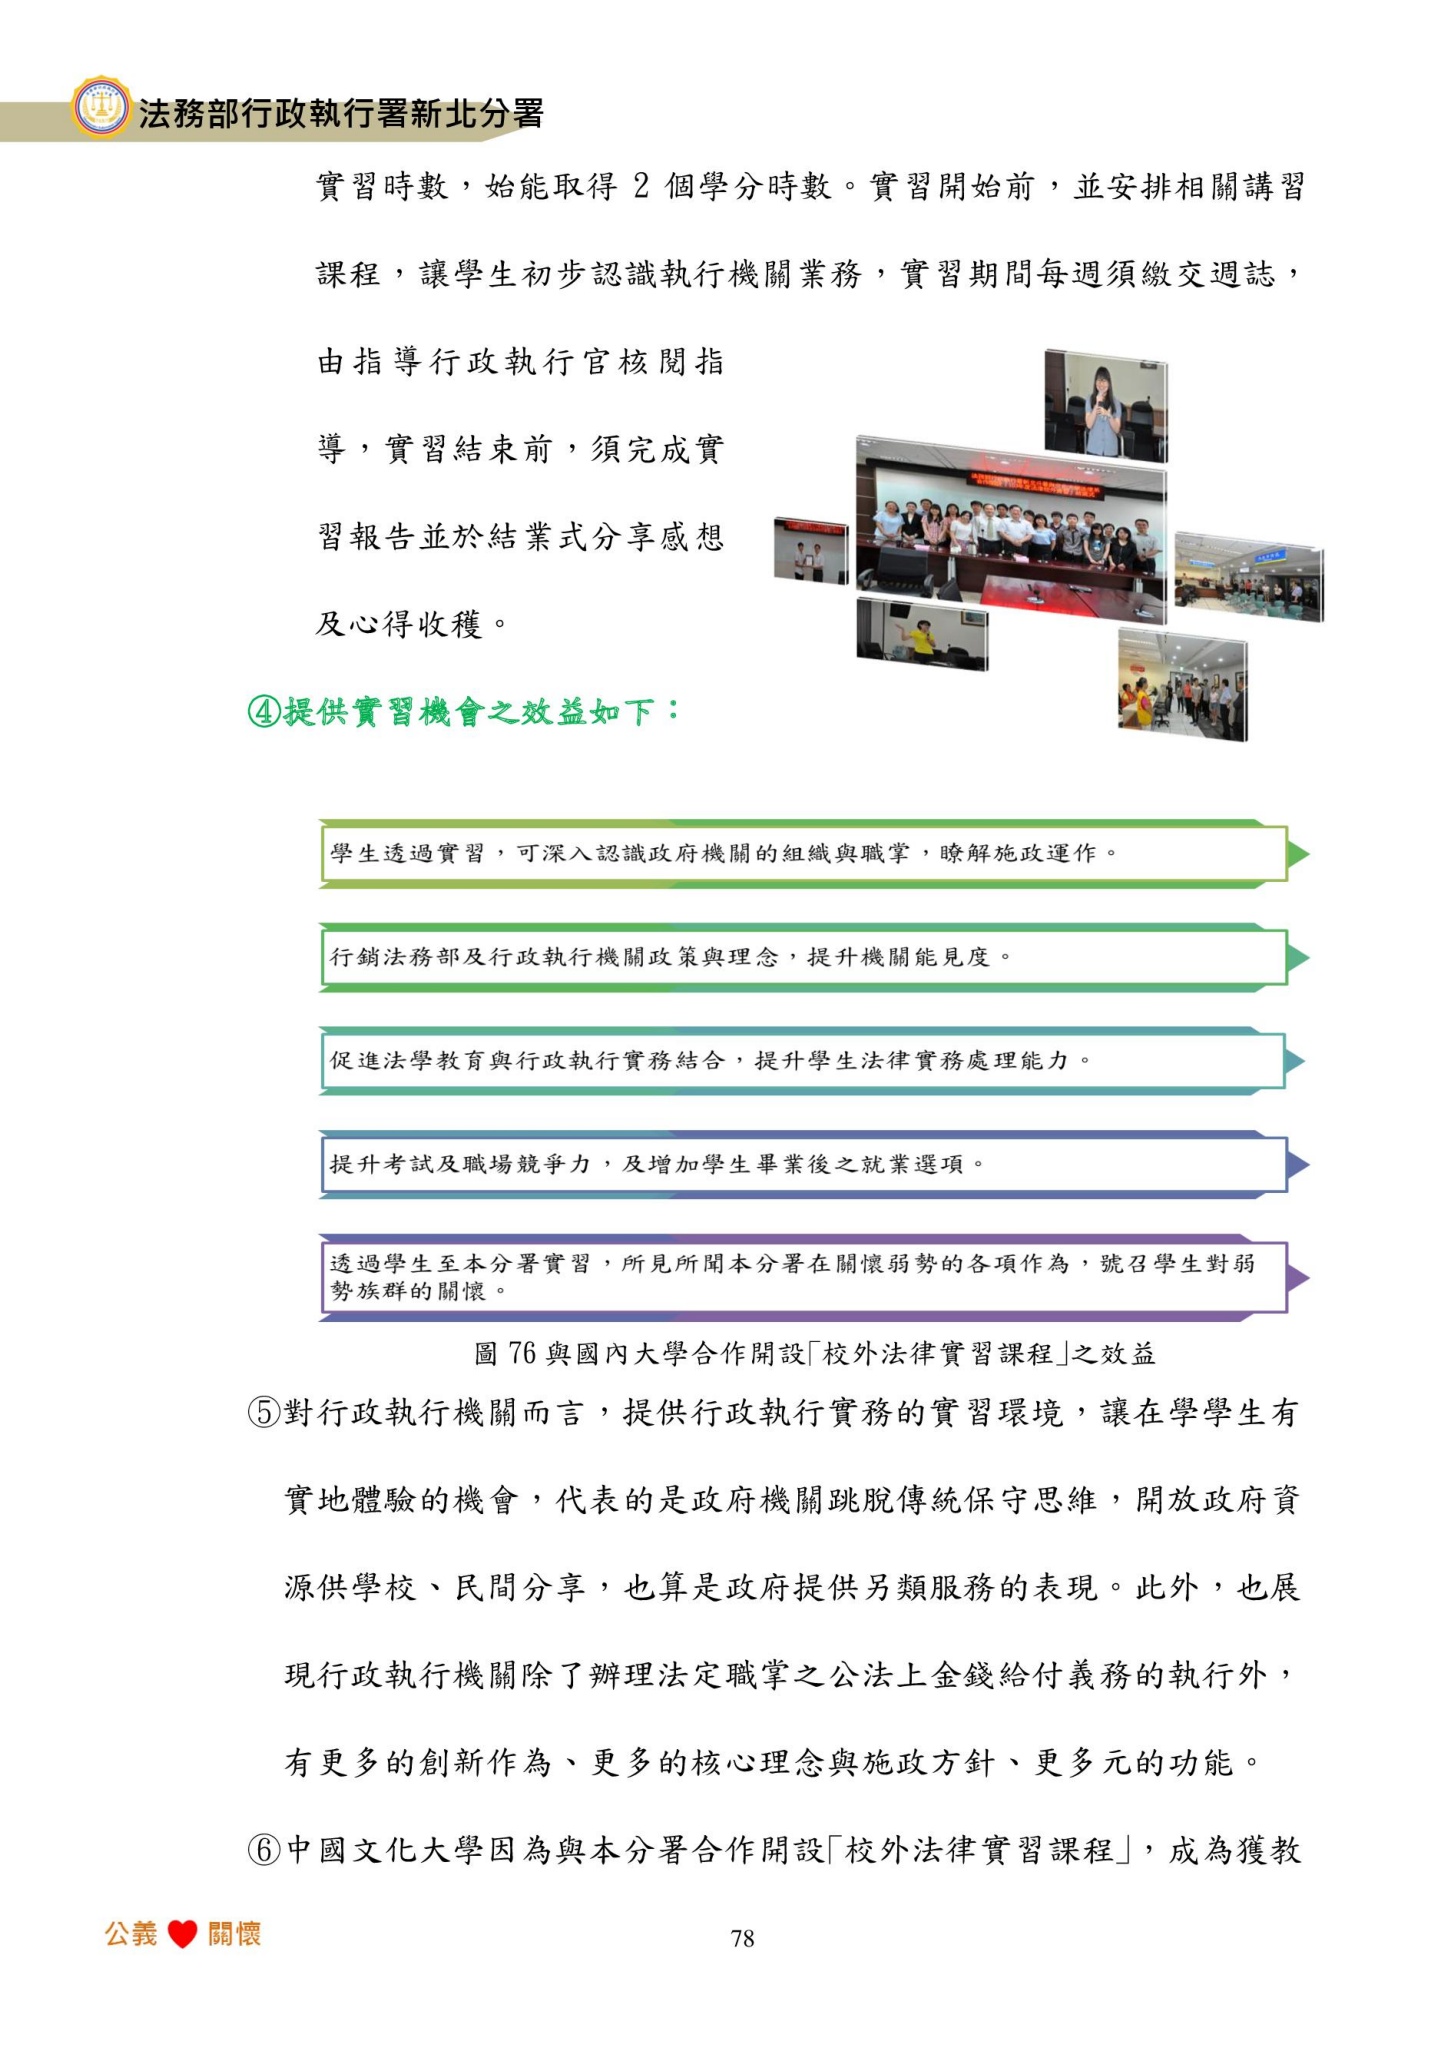 法務部行政執行署新北分署
實習時數，始能取得 2 個學分時數。實習開始前，並安排相關講習
課程，讓學生初步認識執行機關業務，實習期間每週須繳交週誌，
由指導行政執行官核閱指
導，實習結束前，須完成實
習報告並於結業式分享感想
及心得收穫。
④提供實習機會之效益如下：
學生透過實習，可深入認識政府機關的組織與職掌，瞭解施政運作。
行銷法務部及行政執行機關政策與理念，提升機關能見度。
促進法學教育與行政執行實務結合，提升學生法律實務處理能力。
提升考試及職場競爭力，及增加學生畢業後之就業選項。
透過學生至本分署實習，所見所聞本分署在關懷弱勢的各項作為，號召學生對弱
勢族群的關懷。
圖 76 與國內大學合作開設「校外法律實習課程」之效益
⑤對行政執行機關而言，提供行政執行實務的實習環境，讓在學學生有
實地體驗的機會，代表的是政府機關跳脫傳統保守思維，開放政府資
源供學校、民間分享，也算是政府提供另類服務的表現。此外，也展
現行政執行機關除了辦理法定職掌之公法上金錢給付義務的執行外，
有更多的創新作為、更多的核心理念與施政方針、更多元的功能。
⑥中國文化大學因為與本分署合作開設「校外法律實習課程」，成為獲教
公義 關懷
78